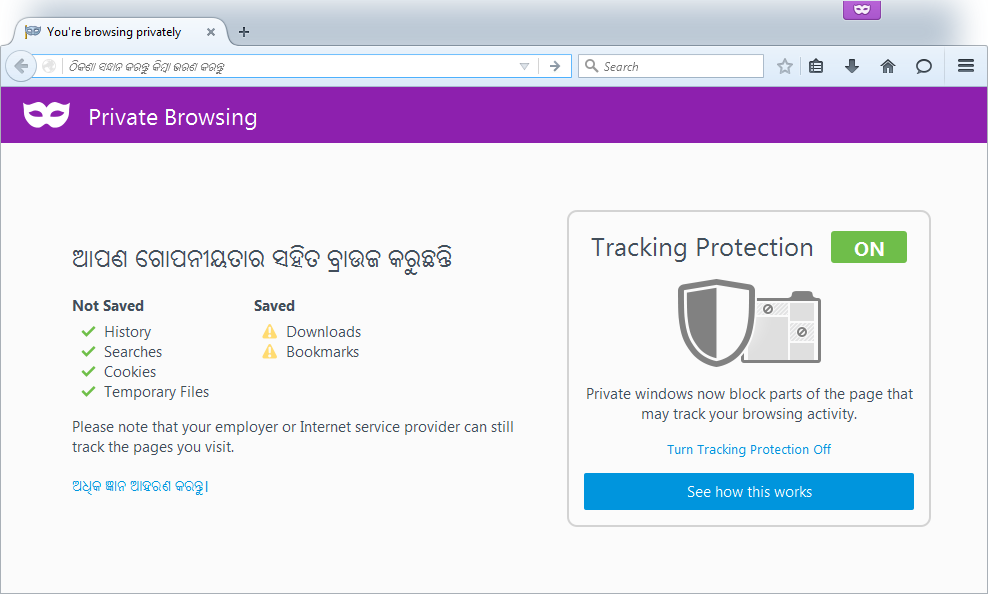 You're browsing privately
ଠିକଣା ସନ୍ଧାନ କରନ୍ତୁ କିମ୍ବା ଭରଣ କରନ୍ତୁ
Search
Private Browsing
ଆପଣ ଗୋପନୀୟତାର ସହିତ ବ୍ରାଉଜ କରୁଛନ୍ତି
Not Saved
History
Searches
Cookies
Temporary Files
Saved
Downloads
Bookmarks
Please note that your employer or Internet service provider can still
track the pages you visit.
ଅଧିକ ଜ୍ଞାନ ଆହରଣ କରନ୍ତୁ।
Tracking Protection
ON
Private windows now block parts of the page that
may track your browsing activity.
Turn Tracking Protection Off
See how this works